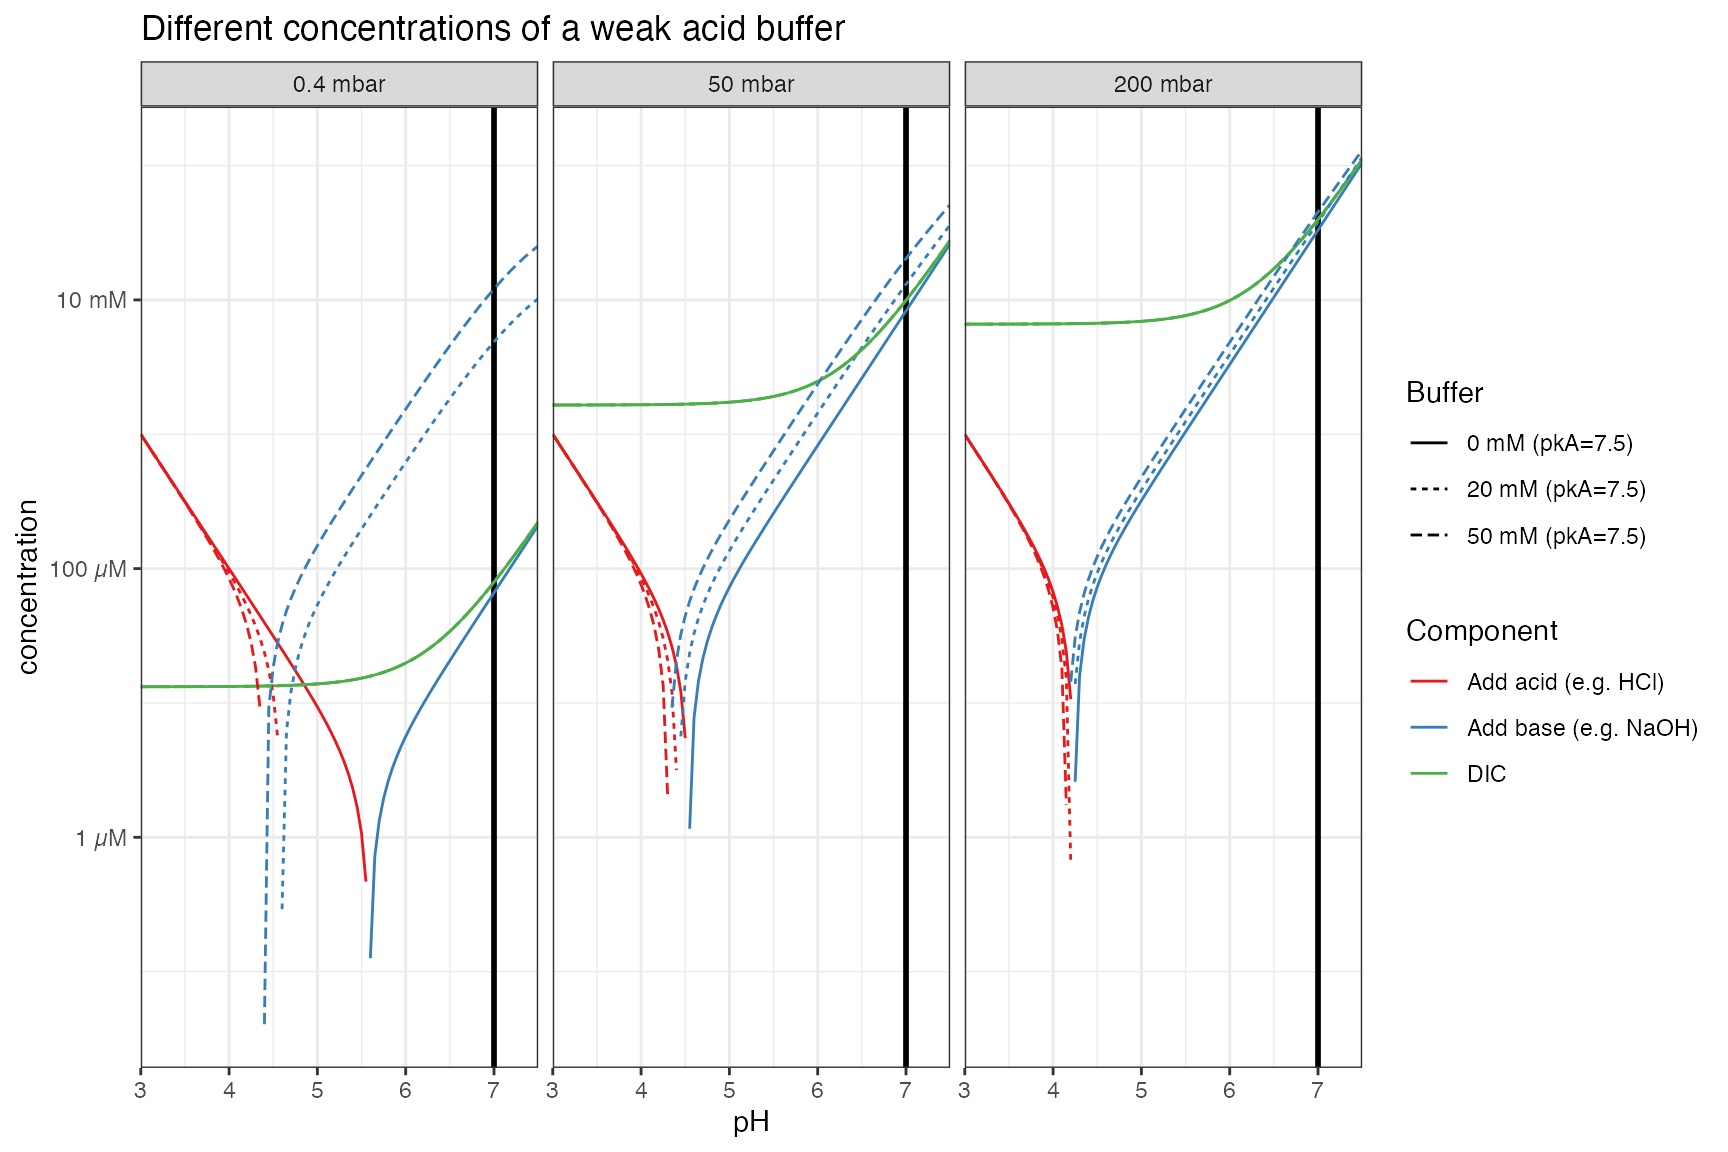 Different concentrations of a weak acid buffer
0.4 mbar
50 mbar
200 mbar
concentration
10 mM
100 µM
1 µM
3 4 5 6 7
3 4 5 6 7
3 4 5 6 7
pH
Buffer
0 mM (pkA=7.5)
20 mM (pkA=7.5)
50 mM (pkA=7.5)
Component
Add acid (e.g. HCl)
Add base (e.g. NaOH)
DIC